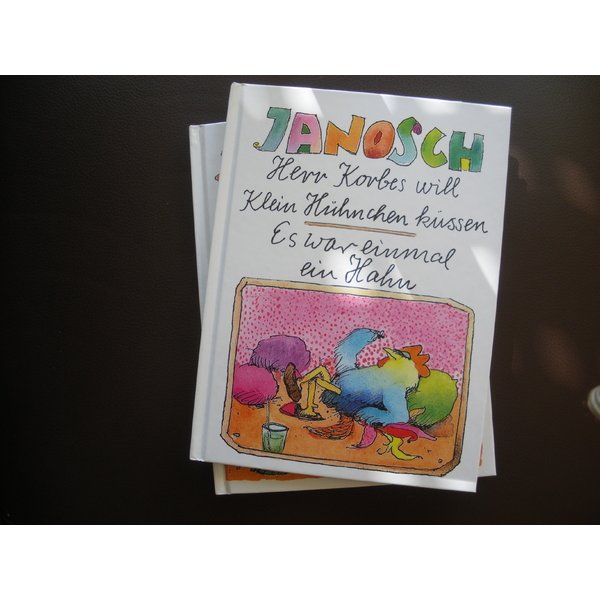 JANOSCH
Herr Korbes will
Klein Hühnchen küssen
Es war einmal
ein Hahn